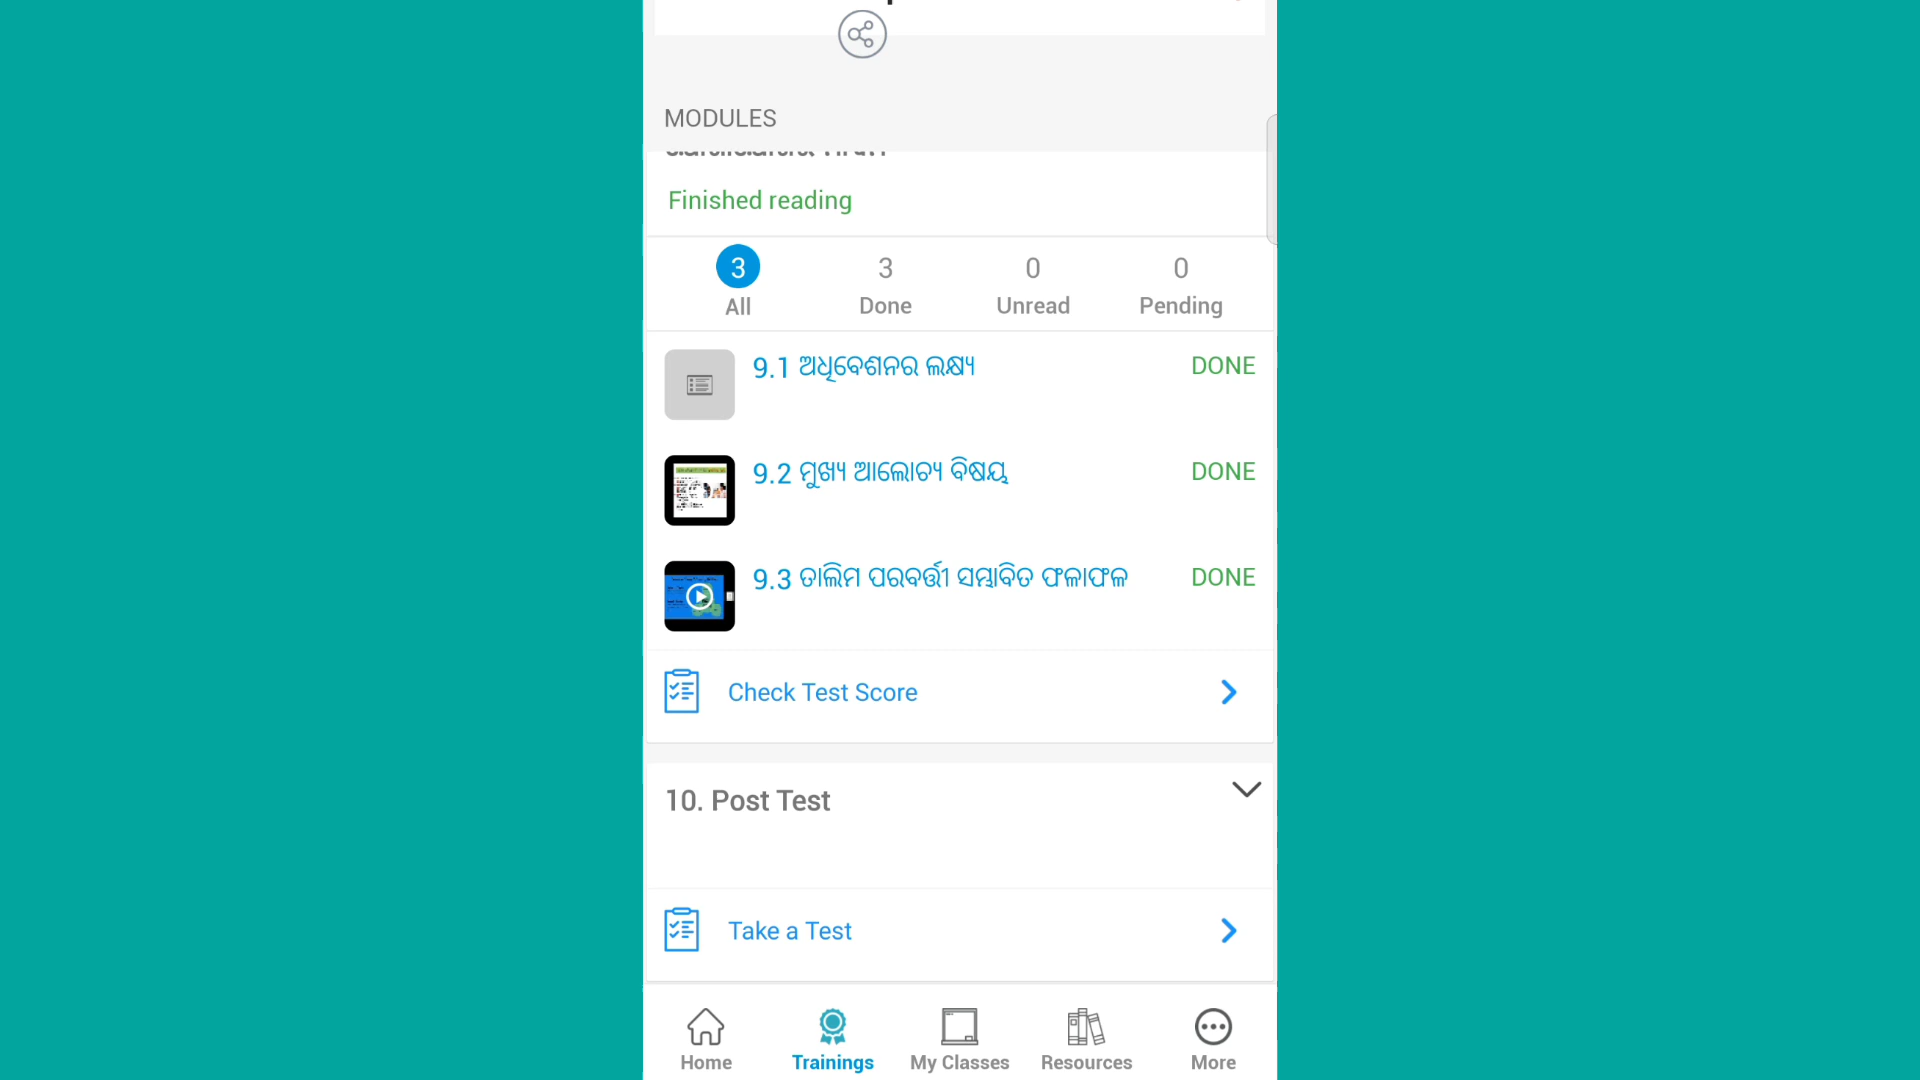 MODULES
Finished reading
3 3 0 0
All Done Unread Pending
9.1 ଅଧିବେଶନର ଲକ୍ଷ୍ୟ DONE
9.2 ମୁଖ୍ୟ ଆଲୋଚ୍ୟ ବିଷୟ DONE
9.3 ତାଲିମ ପରବର୍ତ୍ତୀ ସମ୍ଭାବିତ ଫଳାଫଳ DONE
Check Test Score
10. Post Test
Take a Test
Home Trainings My Classes Resources More